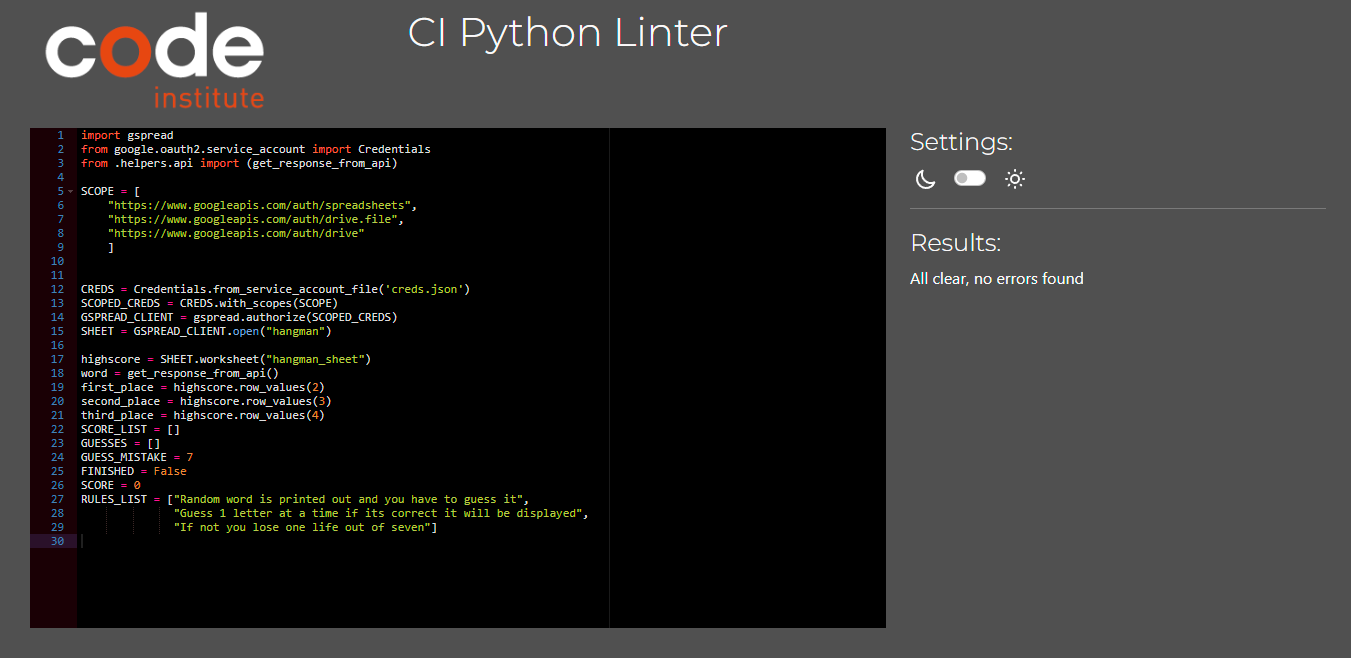 code
institute
CI Python Linter
1 import gspread
2 from google.oauth2.service_account import Credentials
3 from .helpers.api import (get_response_from_api)
4
5 SCOPE = [
6     "https://www.googleapis.com/auth/spreadsheets",
7     "https://www.googleapis.com/auth/drive.file",
8     "https://www.googleapis.com/auth/drive"
9     ]
10
11
12 CREDS = Credentials.from_service_account_file('creds.json')
13 SCOPED_CREDS = CREDS.with_scopes(SCOPE)
14 GSPREAD_CLIENT = gspread.authorize(SCOPED_CREDS)
15 SHEET = GSPREAD_CLIENT.open("hangman")
16
17 highscore = SHEET.worksheet("hangman_sheet")
18 word = get_response_from_api()
19 first_place = highscore.row_values(2)
20 second_place = highscore.row_values(3)
21 third_place = highscore.row_values(4)
22 SCORE_LIST = []
23 GUESSES = []
24 GUESS_MISTAKE = 7
25 FINISHED = False
26 SCORE = 0
27 RULES_LIST = ["Random word is printed out and you have to guess it",
28               "Guess 1 letter at a time if its correct it will be displayed",
29               "If not you lose one life out of seven"]
30
Settings:
Results:
All clear, no errors found